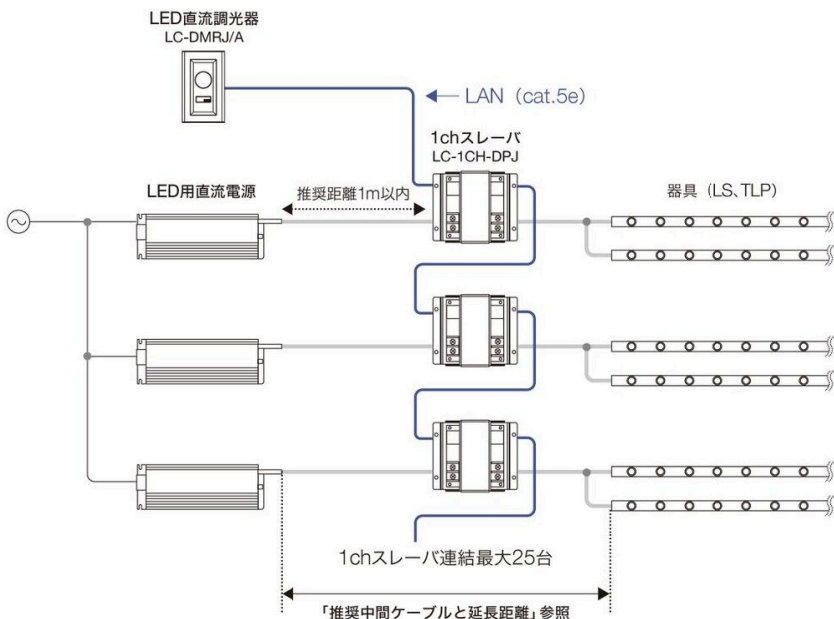 LED直流調光器
LC-DMRJ/A
LAN（cat.5e）
1chスレーバ
LC-1CH-DPJ
LED用直流電源
推奨距離1m以内
器具（LS、TLP）
1chスレーバ連結最大25台
「推奨中間ケーブルと延長距離」参照